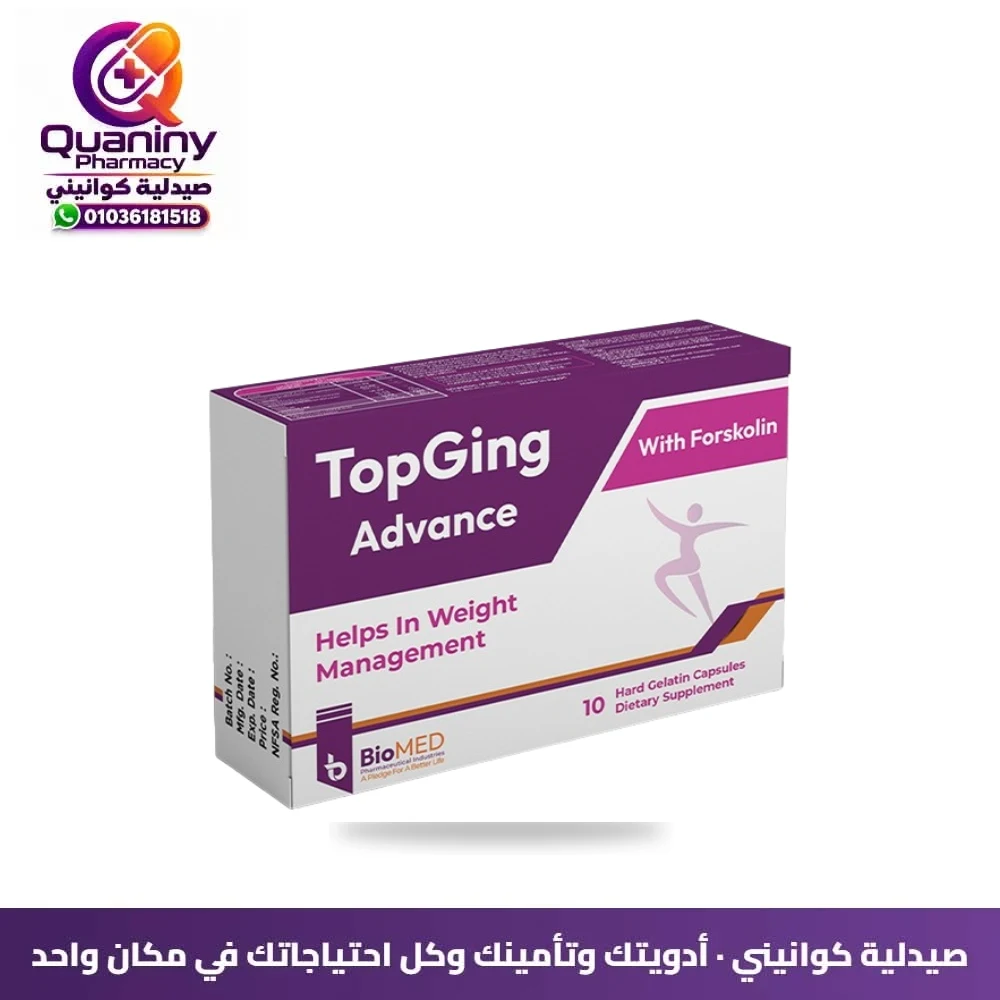 Quaniny
Pharmacy
صيدلية كوانيني
01036181518
TopGing
Advance
With Forskolin
Helps In Weight
Management
10 Hard Gelatin Capsules
Dietary Supplement
BioMED
Pharmaceutical Industries
A Pledge For A Better Life
Batch No. :
Mfg. Date :
Exp. Date :
Price :
NFSA Reg. No.:
صيدلية كوانيني · أدويتك وتأمينك وكل احتياجاتك في مكان واحد